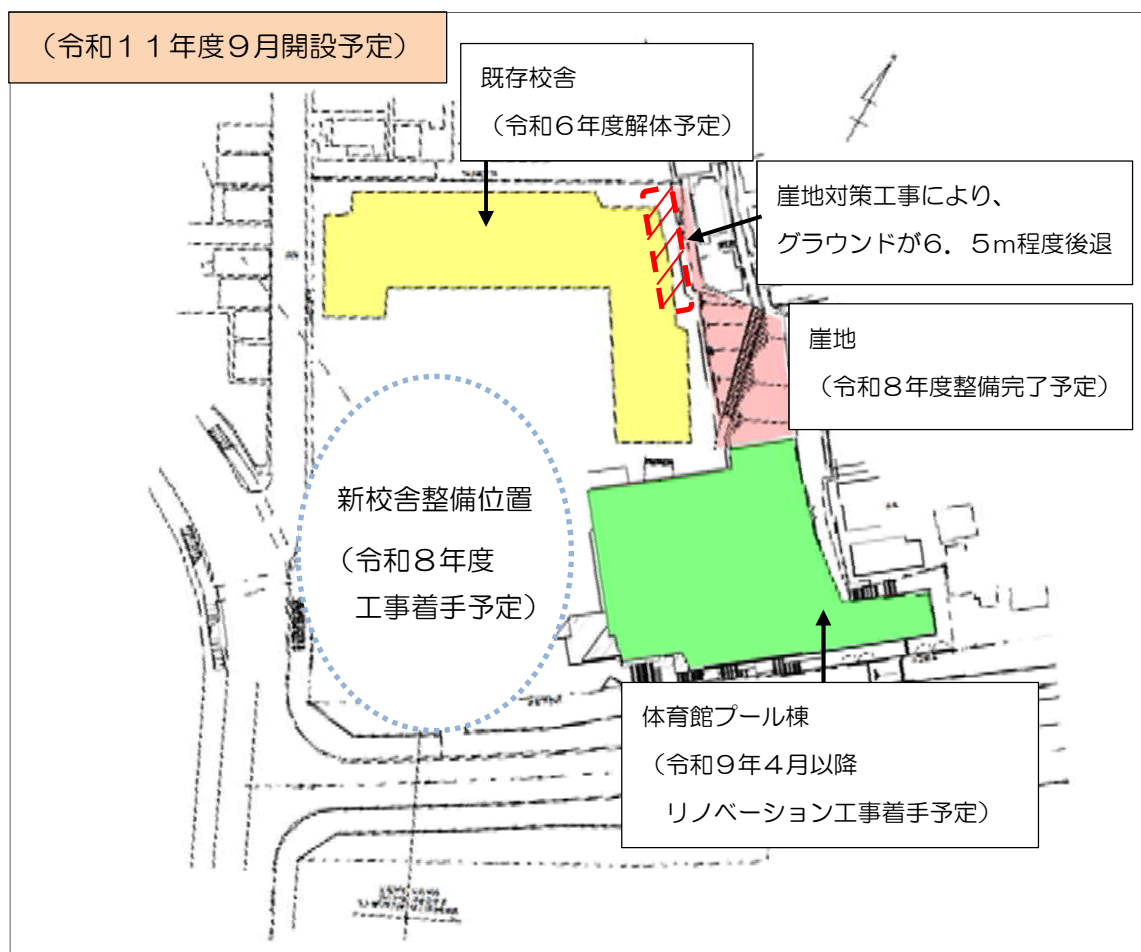 （令和１１年度９月開設予定）
既存校舎
（令和６年度解体予定）
崖地対策工事により、
グラウンドが６．５ｍ程度後退
崖地
（令和８年度整備完了予定）
新校舎整備位置
（令和８年度
工事着手予定）
体育館プール棟
（令和９年４月以降
リノベーション工事着手予定）